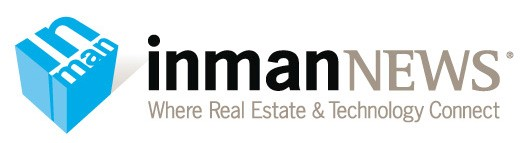 in
man
inmanNEWS®
Where Real Estate & Technology Connect